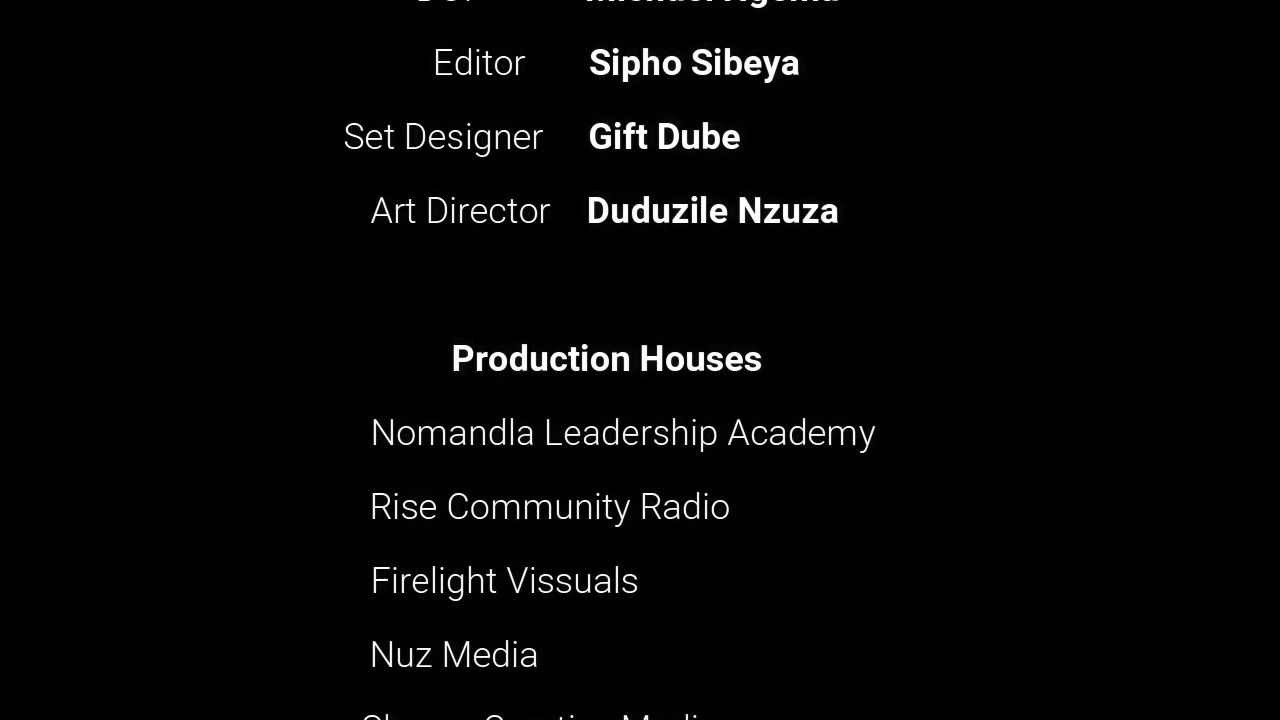 Editor Sipho Sibeya
Set Designer Gift Dube
Art Director Duduzile Nzuza
Production Houses
Nomandla Leadership Academy
Rise Community Radio
Firelight Vissuals
Nuz Media